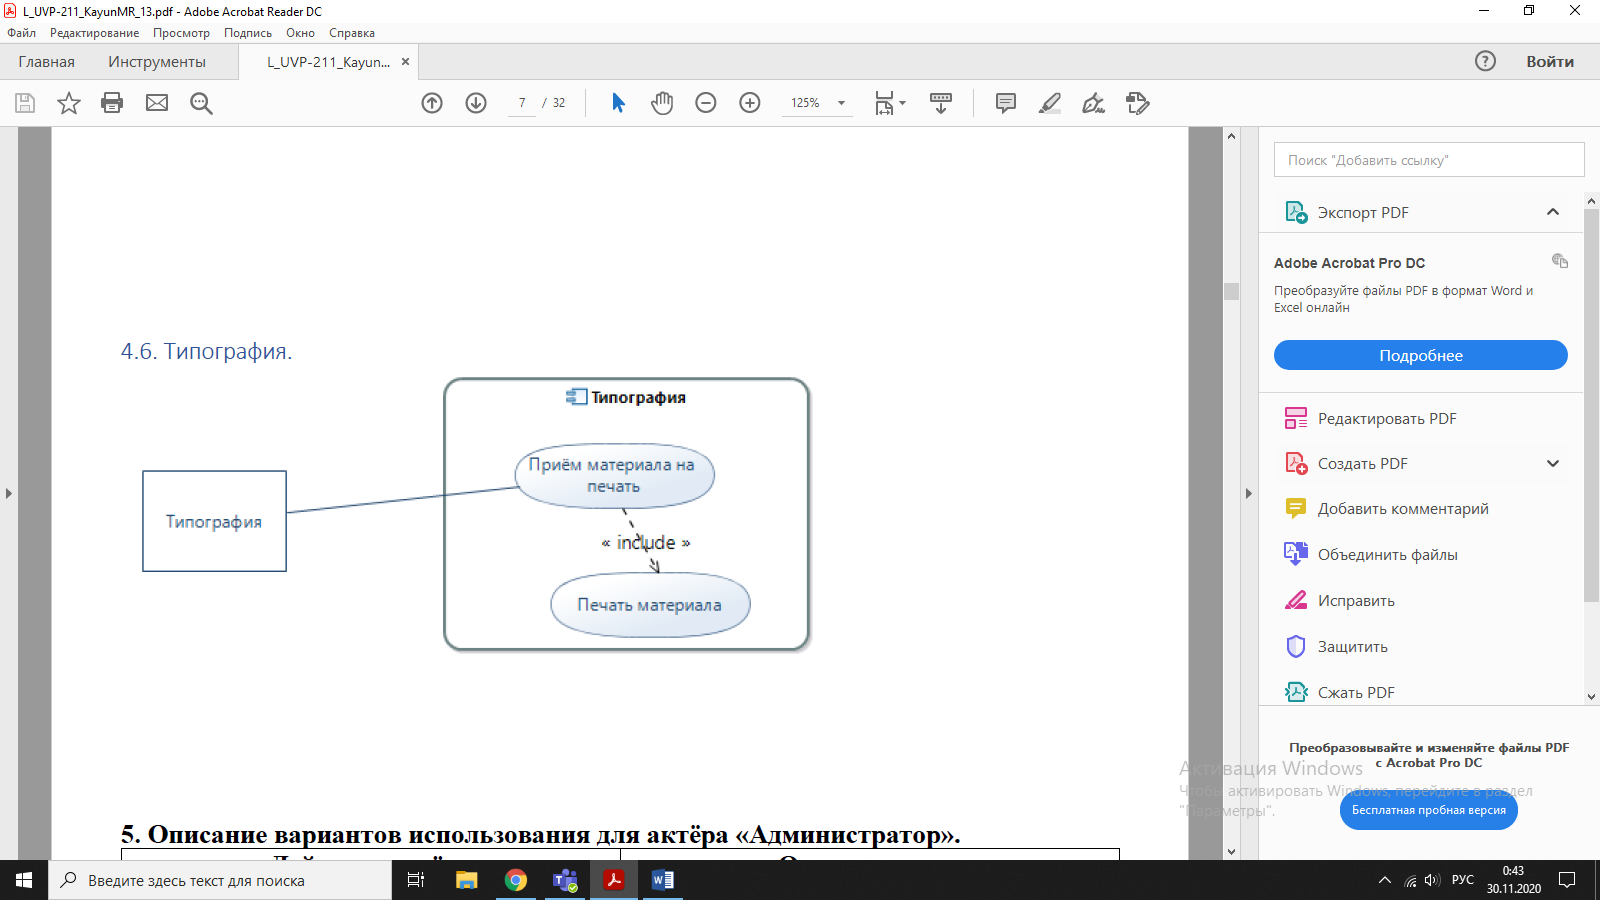 L_UVP-211_KayunMR_13.pdf - Adobe Acrobat Reader DC
Файл Редактирование Просмотр Подпись Окно Справка
Главная Инструменты L_UVP-211_Kayun... × Войти
7 / 32 125%
Поиск "Добавить ссылку"
Экспорт PDF
Adobe Acrobat Pro DC
Преобразуйте файлы PDF в формат Word и
Excel онлайн
Подробнее
Редактировать PDF
Создать PDF
Добавить комментарий
Объединить файлы
Исправить
Защитить
Сжать PDF
Преобразовывайте и изменяйте файлы PDF
с Acrobat Pro DC
Бесплатная пробная версия
Активация Windows
Чтобы активировать Windows, перейдите в раздел
"Параметры".
4.6. Типография.
Типография
Приём материала на
печать
Типография
« include »
Печать материала
5. Описание вариантов использования для актёра «Администратор».
Введите здесь текст для поиска
РУС
0:43
30.11.2020